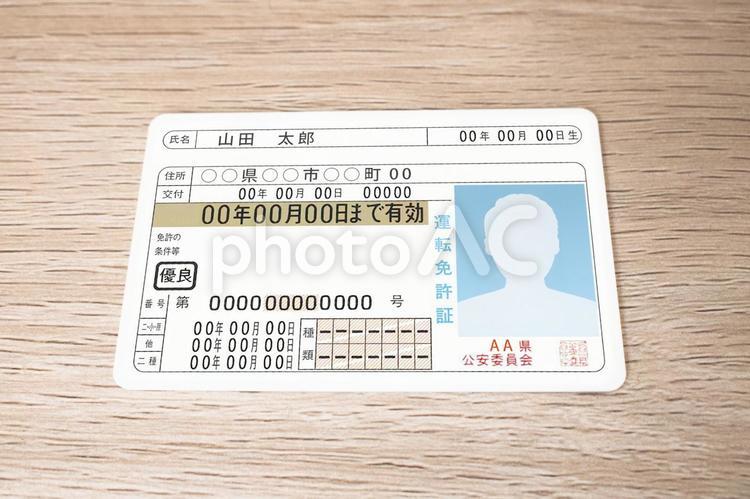 氏名 山田 太郎 00年 00月 00日生
住所 ○○県○○市○○町 00
交付 00年 00月 00日 00000
00年00月00日まで有効
免許の
条件等
優良
番号 第 000000000000 号
二・小・原 00年 00月 00日
他 00年 00月 00日
二種 00年 00月 00日
種類 - - - - - - -
- - - - - - -
運転免許証
AA県
公安委員会
photoAC